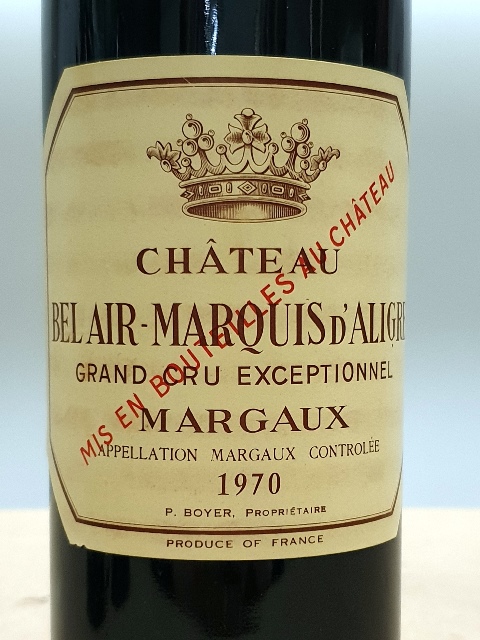 CHÂTEAU
BEL AIR-MARQUIS D'ALIGRE
GRAND CRU EXCEPTIONNEL
MARGAUX
APPELLATION MARGAUX CONTROLÉE
1970
P. BOYER, PROPRIÉTAIRE
PRODUCE OF FRANCE
MIS EN BOUTEILLES AU CHÂTEAU